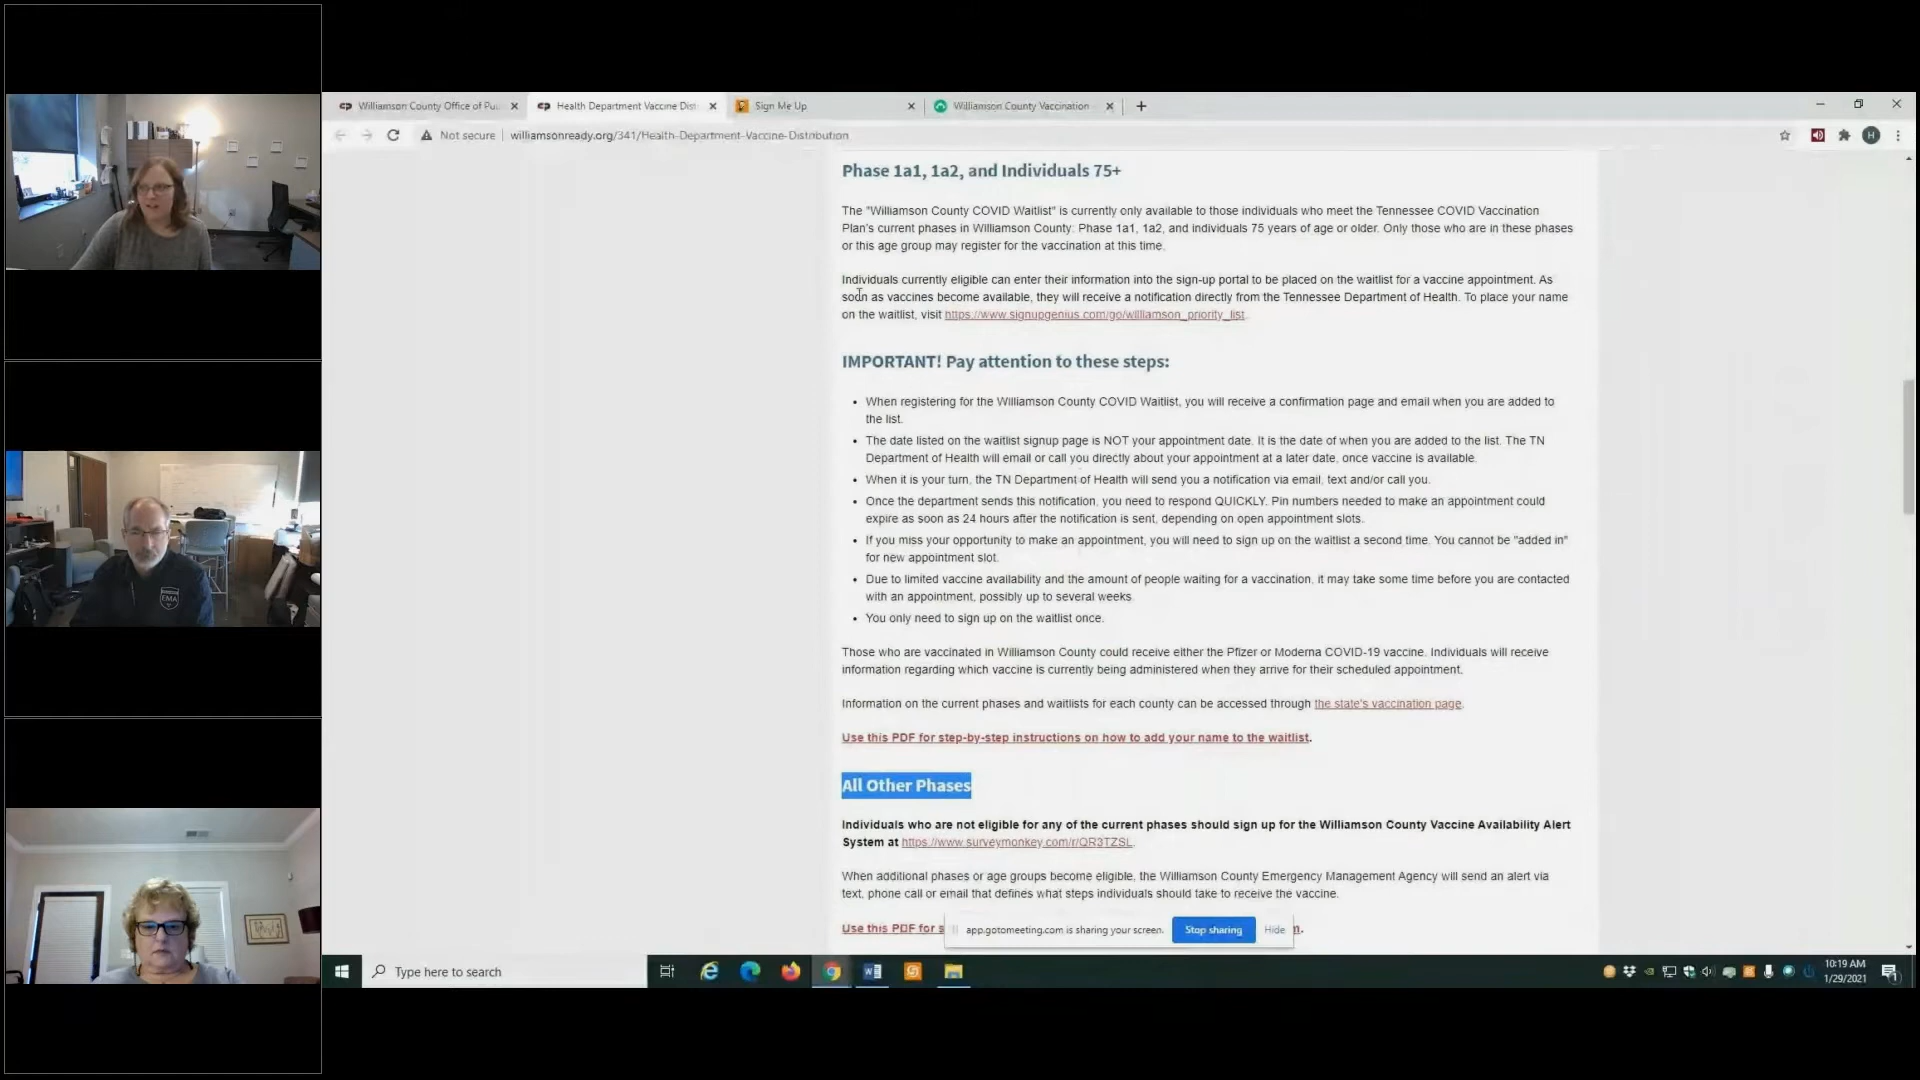 Williamson County Office of Pu
Health Department Vaccine Dis
Sign Me Up
Williamson County Vaccination
Not secure | williamsonready.org/341/Health-Department-Vaccine-Distribution
H
Phase 1a1, 1a2, and Individuals 75+
The "Williamson County COVID Waitlist" is currently only available to those individuals who meet the Tennessee COVID Vaccination
Plan's current phases in Williamson County: Phase 1a1, 1a2, and individuals 75 years of age or older. Only those who are in these phases
or this age group may register for the vaccination at this time.
Individuals currently eligible can enter their information into the sign-up portal to be placed on the waitlist for a vaccine appointment. As
soon as vaccines become available, they will receive a notification directly from the Tennessee Department of Health. To place your name
on the waitlist, visit https://www.signupgenius.com/go/williamson_priority_list.
IMPORTANT! Pay attention to these steps:
• When registering for the Williamson County COVID Waitlist, you will receive a confirmation page and email when you are added to
the list.
• The date listed on the waitlist signup page is NOT your appointment date. It is the date of when you are added to the list. The TN
Department of Health will email or call you directly about your appointment at a later date, once vaccine is available.
• When it is your turn, the TN Department of Health will send you a notification via email, text and/or call you.
• Once the department sends this notification, you need to respond QUICKLY. Pin numbers needed to make an appointment could
expire as soon as 24 hours after the notification is sent, depending on open appointment slots.
• If you miss your opportunity to make an appointment, you will need to sign up on the waitlist a second time. You cannot be "added in"
for new appointment slot.
• Due to limited vaccine availability and the amount of people waiting for a vaccination, it may take some time before you are contacted
with an appointment, possibly up to several weeks
• You only need to sign up on the waitlist once.
Those who are vaccinated in Williamson County could receive either the Pfizer or Moderna COVID-19 vaccine. Individuals will receive
information regarding which vaccine is currently being administered when they arrive for their scheduled appointment.
Information on the current phases and waitlists for each county can be accessed through the state's vaccination page.
Use this PDF for step-by-step instructions on how to add your name to the waitlist.
All Other Phases
Individuals who are not eligible for any of the current phases should sign up for the Williamson County Vaccine Availability Alert
System at https://www.surveymonkey.com/r/QR3TZSL.
When additional phases or age groups become eligible, the Williamson County Emergency Management Agency will send an alert via
text, phone call or email that defines what steps individuals should take to receive the vaccine.
Use this PDF for s
app.gotomeeting.com is sharing your screen. Stop sharing Hide
Type here to search
10:19 AM
1/29/2021
EMA